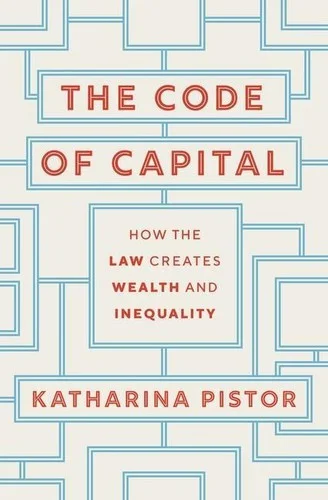 THE CODE
OF CAPITAL
HOW THE
LAW CREATES
WEALTH AND
INEQUALITY
KATHARINA PISTOR